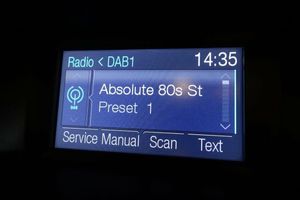 Radio < DAB1 14:35
Absolute 80s St
Preset 1
Service Manual Scan Text